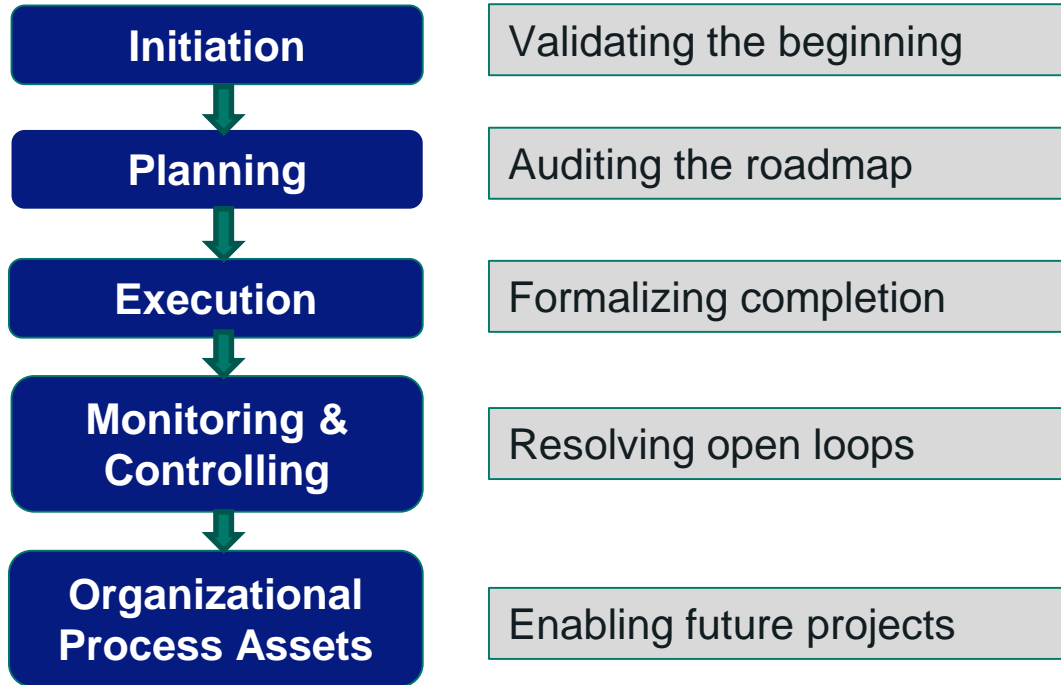 Initiation
Validating the beginning
Planning
Auditing the roadmap
Execution
Formalizing completion
Monitoring &
Controlling
Resolving open loops
Organizational
Process Assets
Enabling future projects